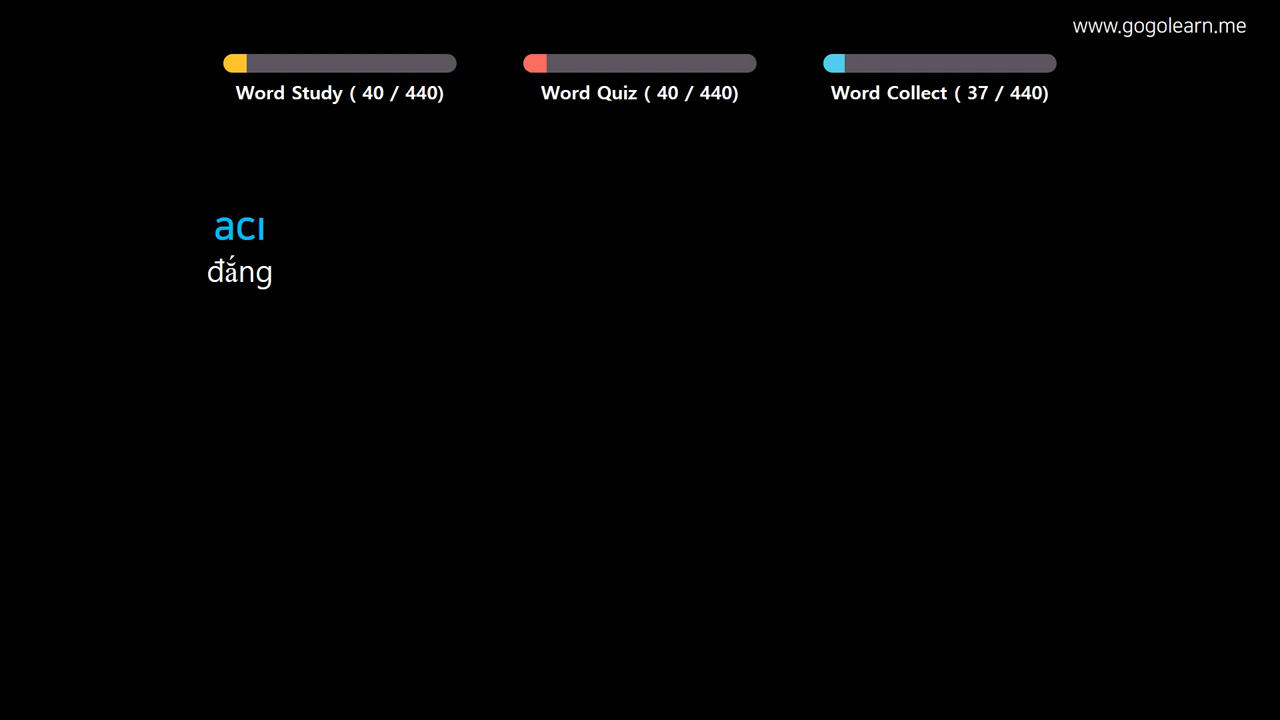 www.gogolearn.me
Word Study ( 40 / 440)
Word Quiz ( 40 / 440)
Word Collect ( 37 / 440)
acı
đắng